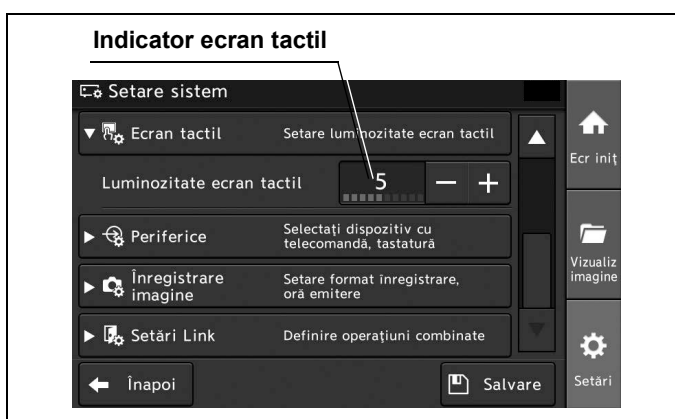 Indicator ecran tactil
Setare sistem
Ecran tactil
Setare luminozitate ecran tactil
Luminozitate ecran tactil
5
Periferice
Selectați dispozitiv cu
telecomandă, tastatură
Înregistrare
imagine
Setare format înregistrare,
oră emitere
Setări Link
Definire operațiuni combinate
Înapoi
Salvare
Ecr iniț
Vizualiz
imagine
Setări